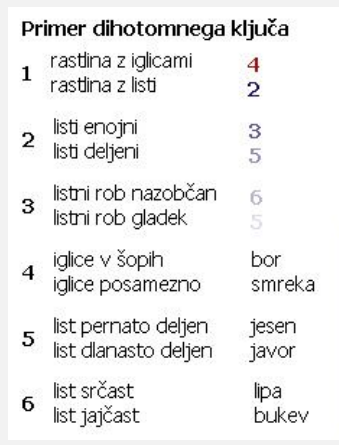 Primer dihotomnega ključa
1 rastlina z iglicami 4
rastlina z listi 2
2 listi enojni 3
listi deljeni 5
3 listni rob nazobčan 6
listni rob gladek 5
4 iglice v šopih bor
iglice posamezno smreka
5 list pernato deljen jesen
list dlanasto deljen javor
6 list srčast lipa
list jajčast bukev